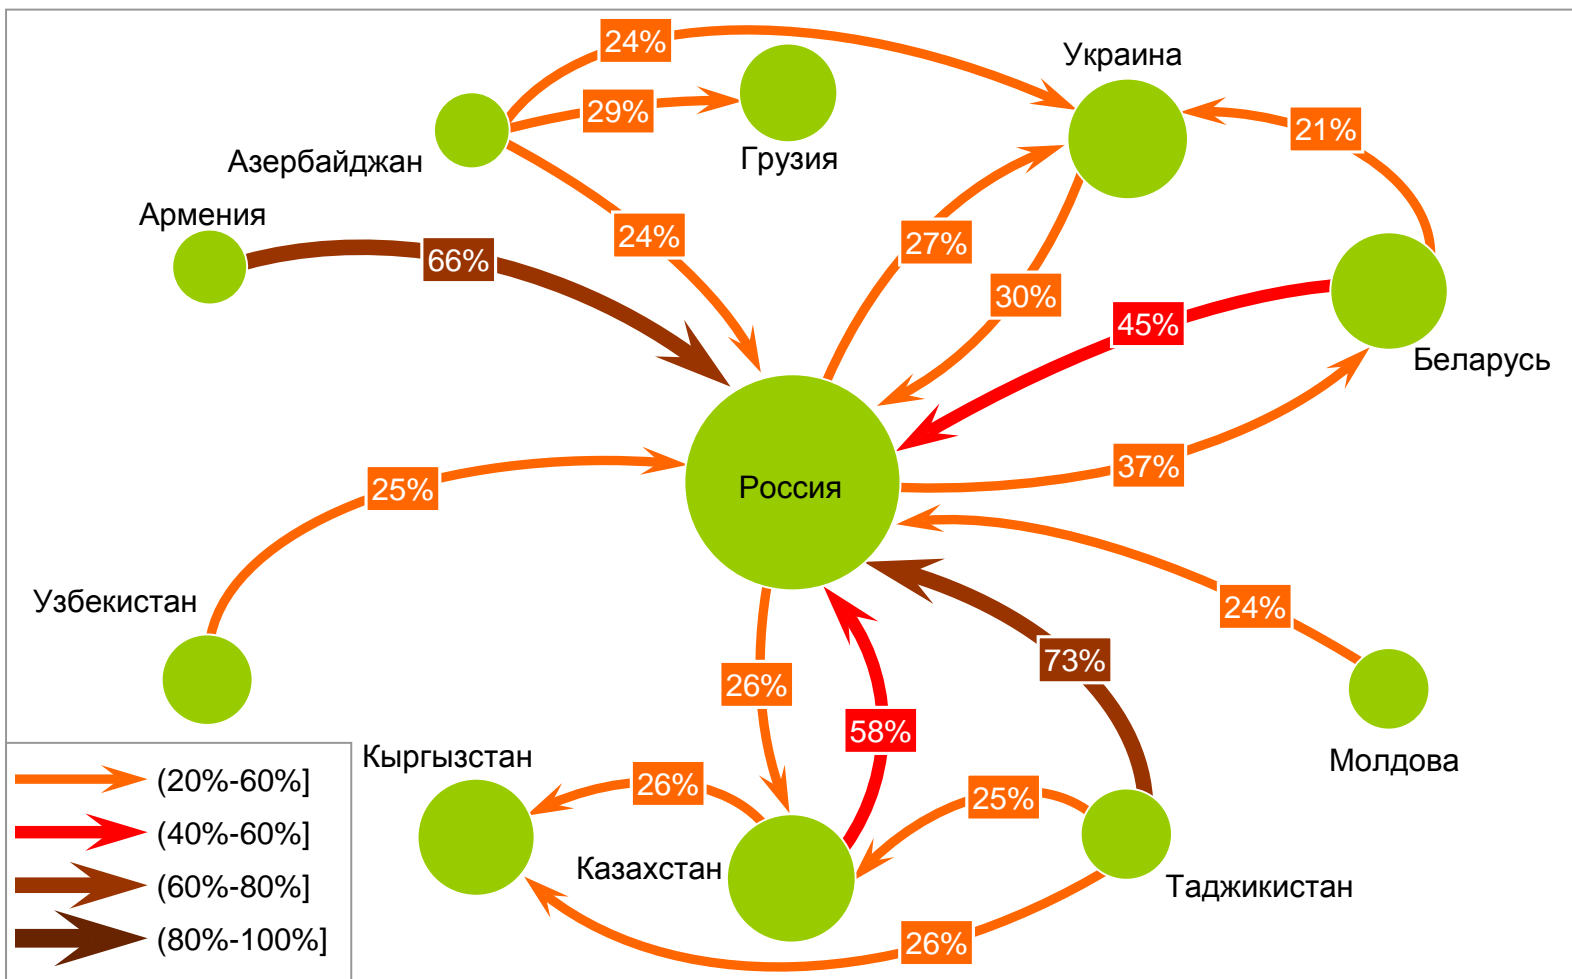 24%
Украина
29%
21%
Азербайджан
Грузия
Армения
24%
27%
66%
30%
45%
Беларусь
37%
Россия
25%
Узбекистан
24%
73%
26%
58%
Кыргызстан
Молдова
26%
25%
Казахстан
Таджикистан
26%
(20%-60%]
(40%-60%]
(60%-80%]
(80%-100%]